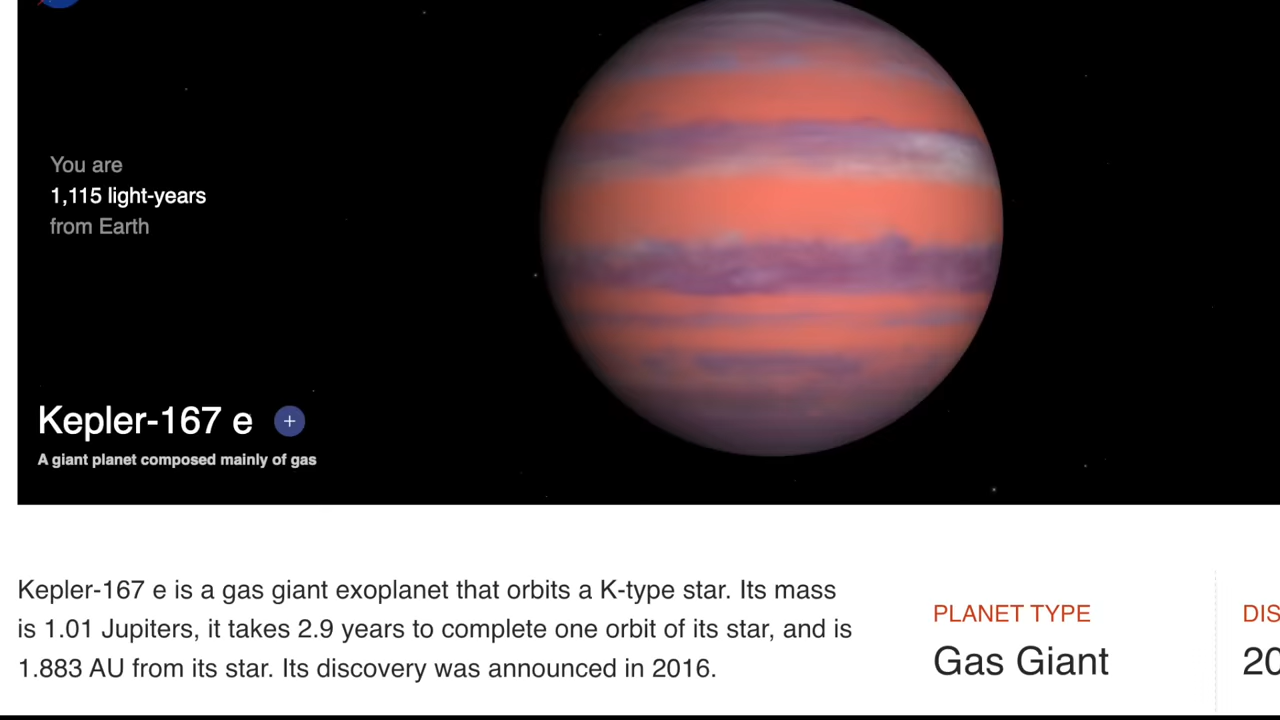 You are
1,115 light-years
from Earth
Kepler-167 e +
A giant planet composed mainly of gas
Kepler-167 e is a gas giant exoplanet that orbits a K-type star. Its mass
is 1.01 Jupiters, it takes 2.9 years to complete one orbit of its star, and is
1.883 AU from its star. Its discovery was announced in 2016.
PLANET TYPE
Gas Giant